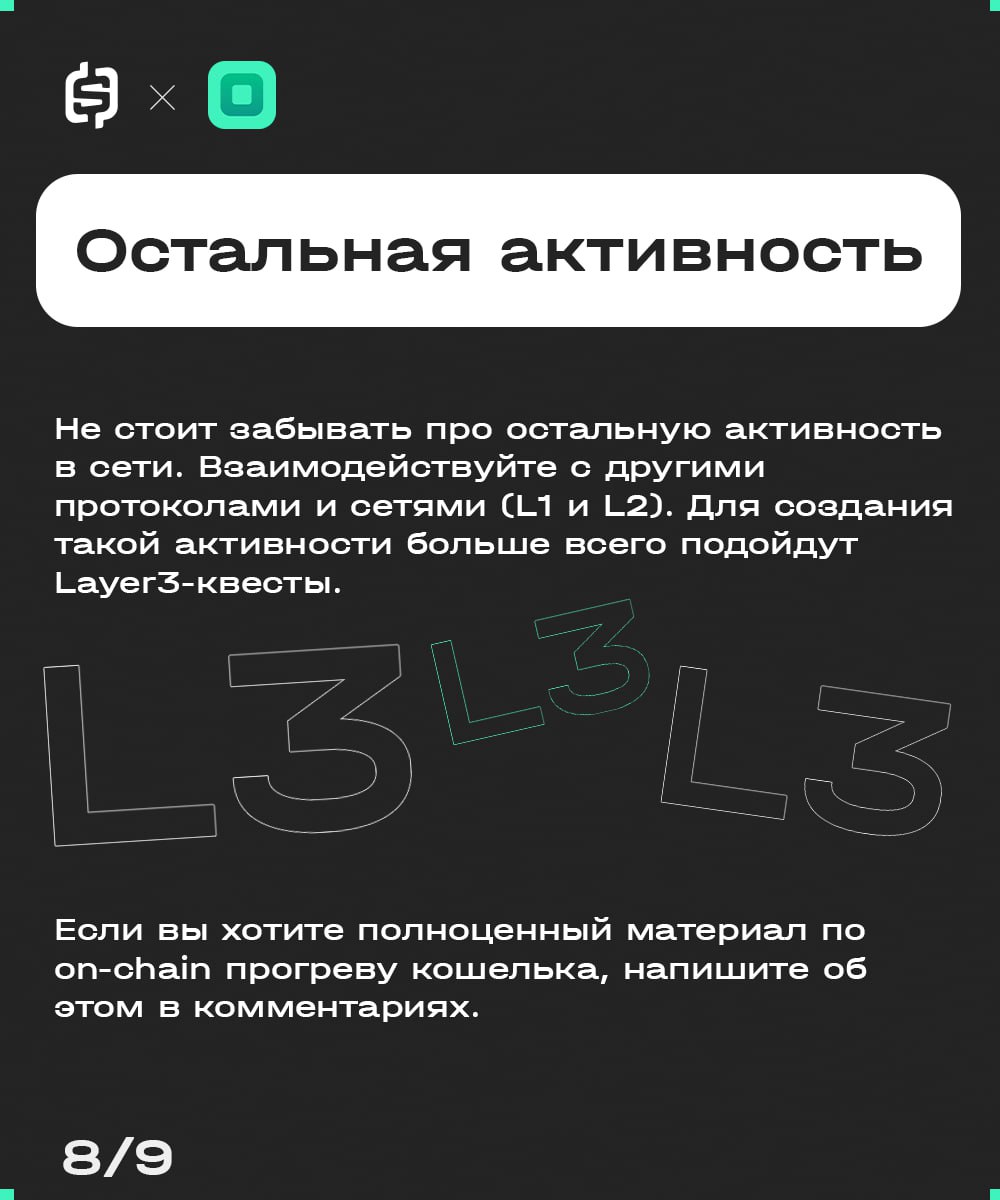 Остальная активность
Не стоит забывать про остальную активность
в сети. Взаимодействуйте с другими
протоколами и сетями (L1 и L2). Для создания
такой активности больше всего подойдут
Layer3-квесты.
L3 L3 L3
Если вы хотите полноценный материал по
on-chain прогреву кошелька, напишите об
этом в комментариях.
8/9